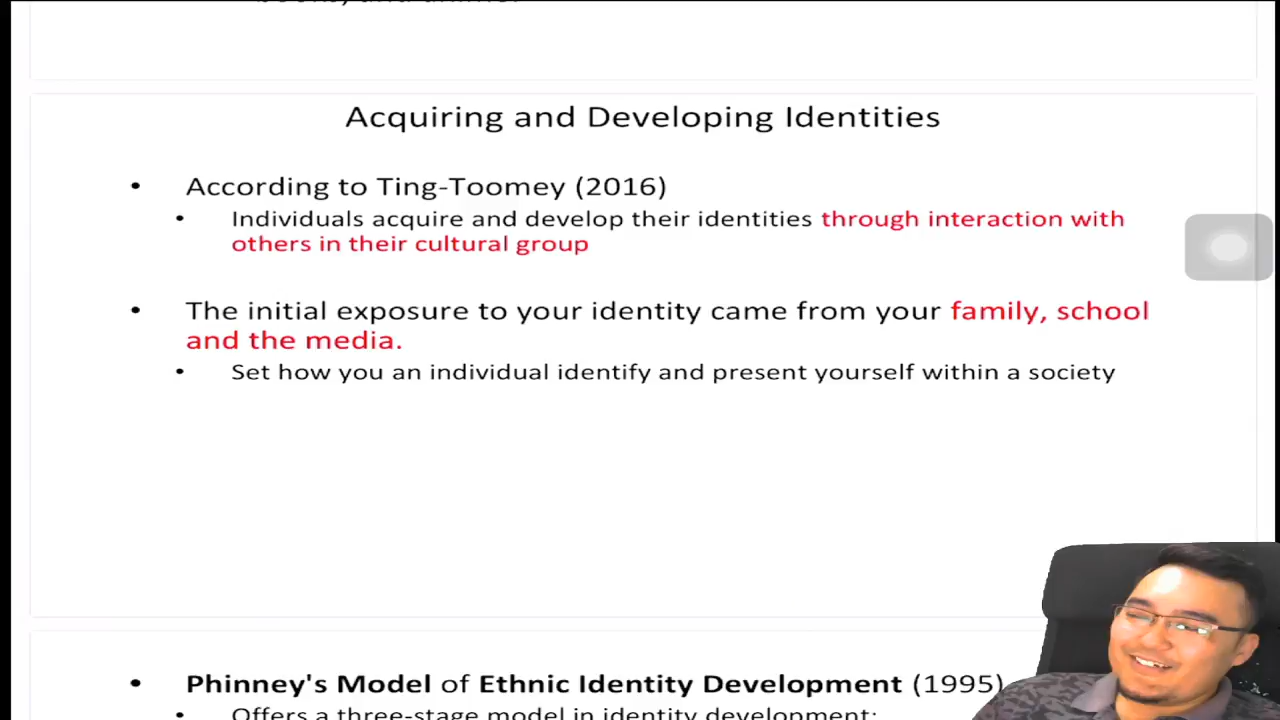 Acquiring and Developing Identities
• According to Ting-Toomey (2016)
• Individuals acquire and develop their identities through interaction with
others in their cultural group
• The initial exposure to your identity came from your family, school
and the media.
• Set how you an individual identify and present yourself within a society
• Phinney's Model of Ethnic Identity Development (1995)
• Offers a three-stage model in identity development: